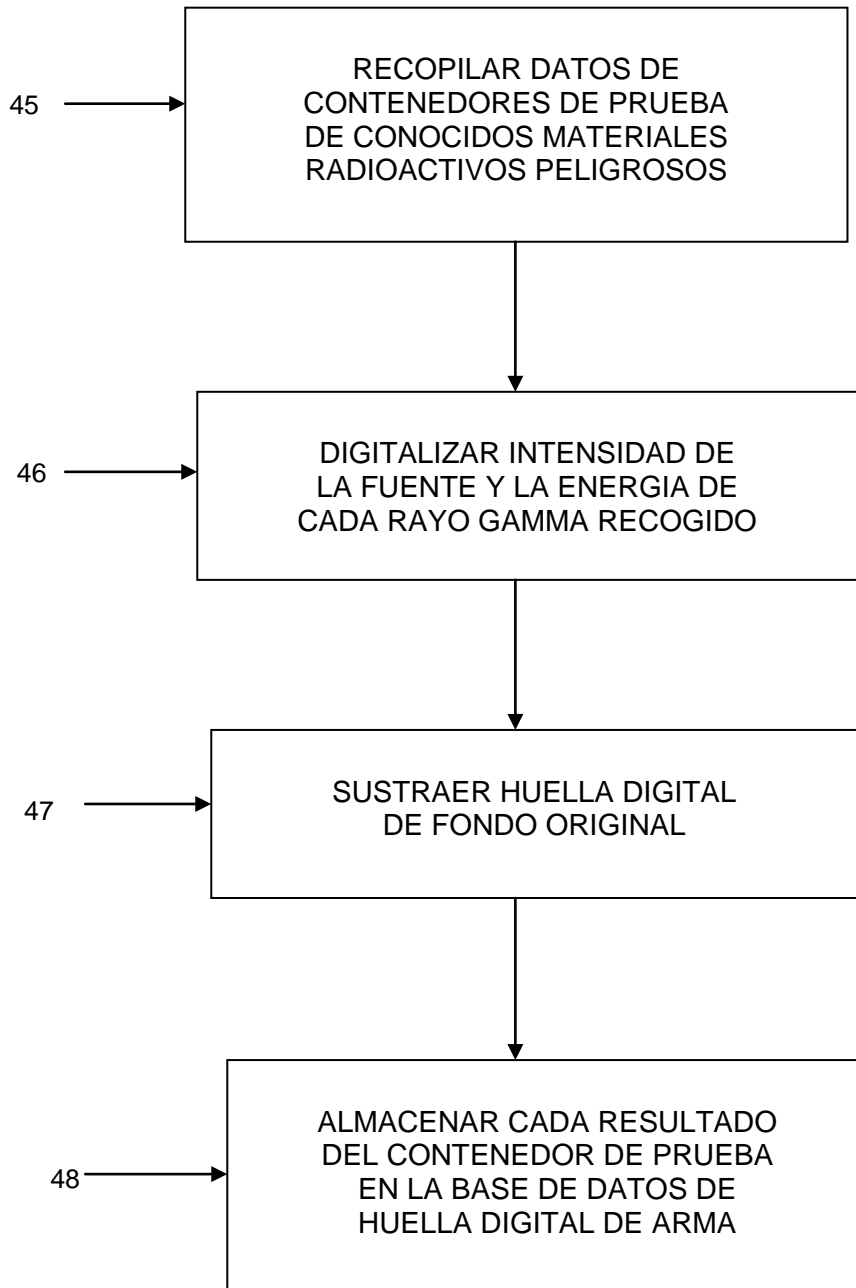 45
RECOPILAR DATOS DE
CONTENEDORES DE PRUEBA
DE CONOCIDOS MATERIALES
RADIOACTIVOS PELIGROSOS
46
DIGITALIZAR INTENSIDAD DE
LA FUENTE Y LA ENERGIA DE
CADA RAYO GAMMA RECOGIDO
47
SUSTRAER HUELLA DIGITAL
DE FONDO ORIGINAL
48
ALMACENAR CADA RESULTADO
DEL CONTENEDOR DE PRUEBA
EN LA BASE DE DATOS DE
HUELLA DIGITAL DE ARMA